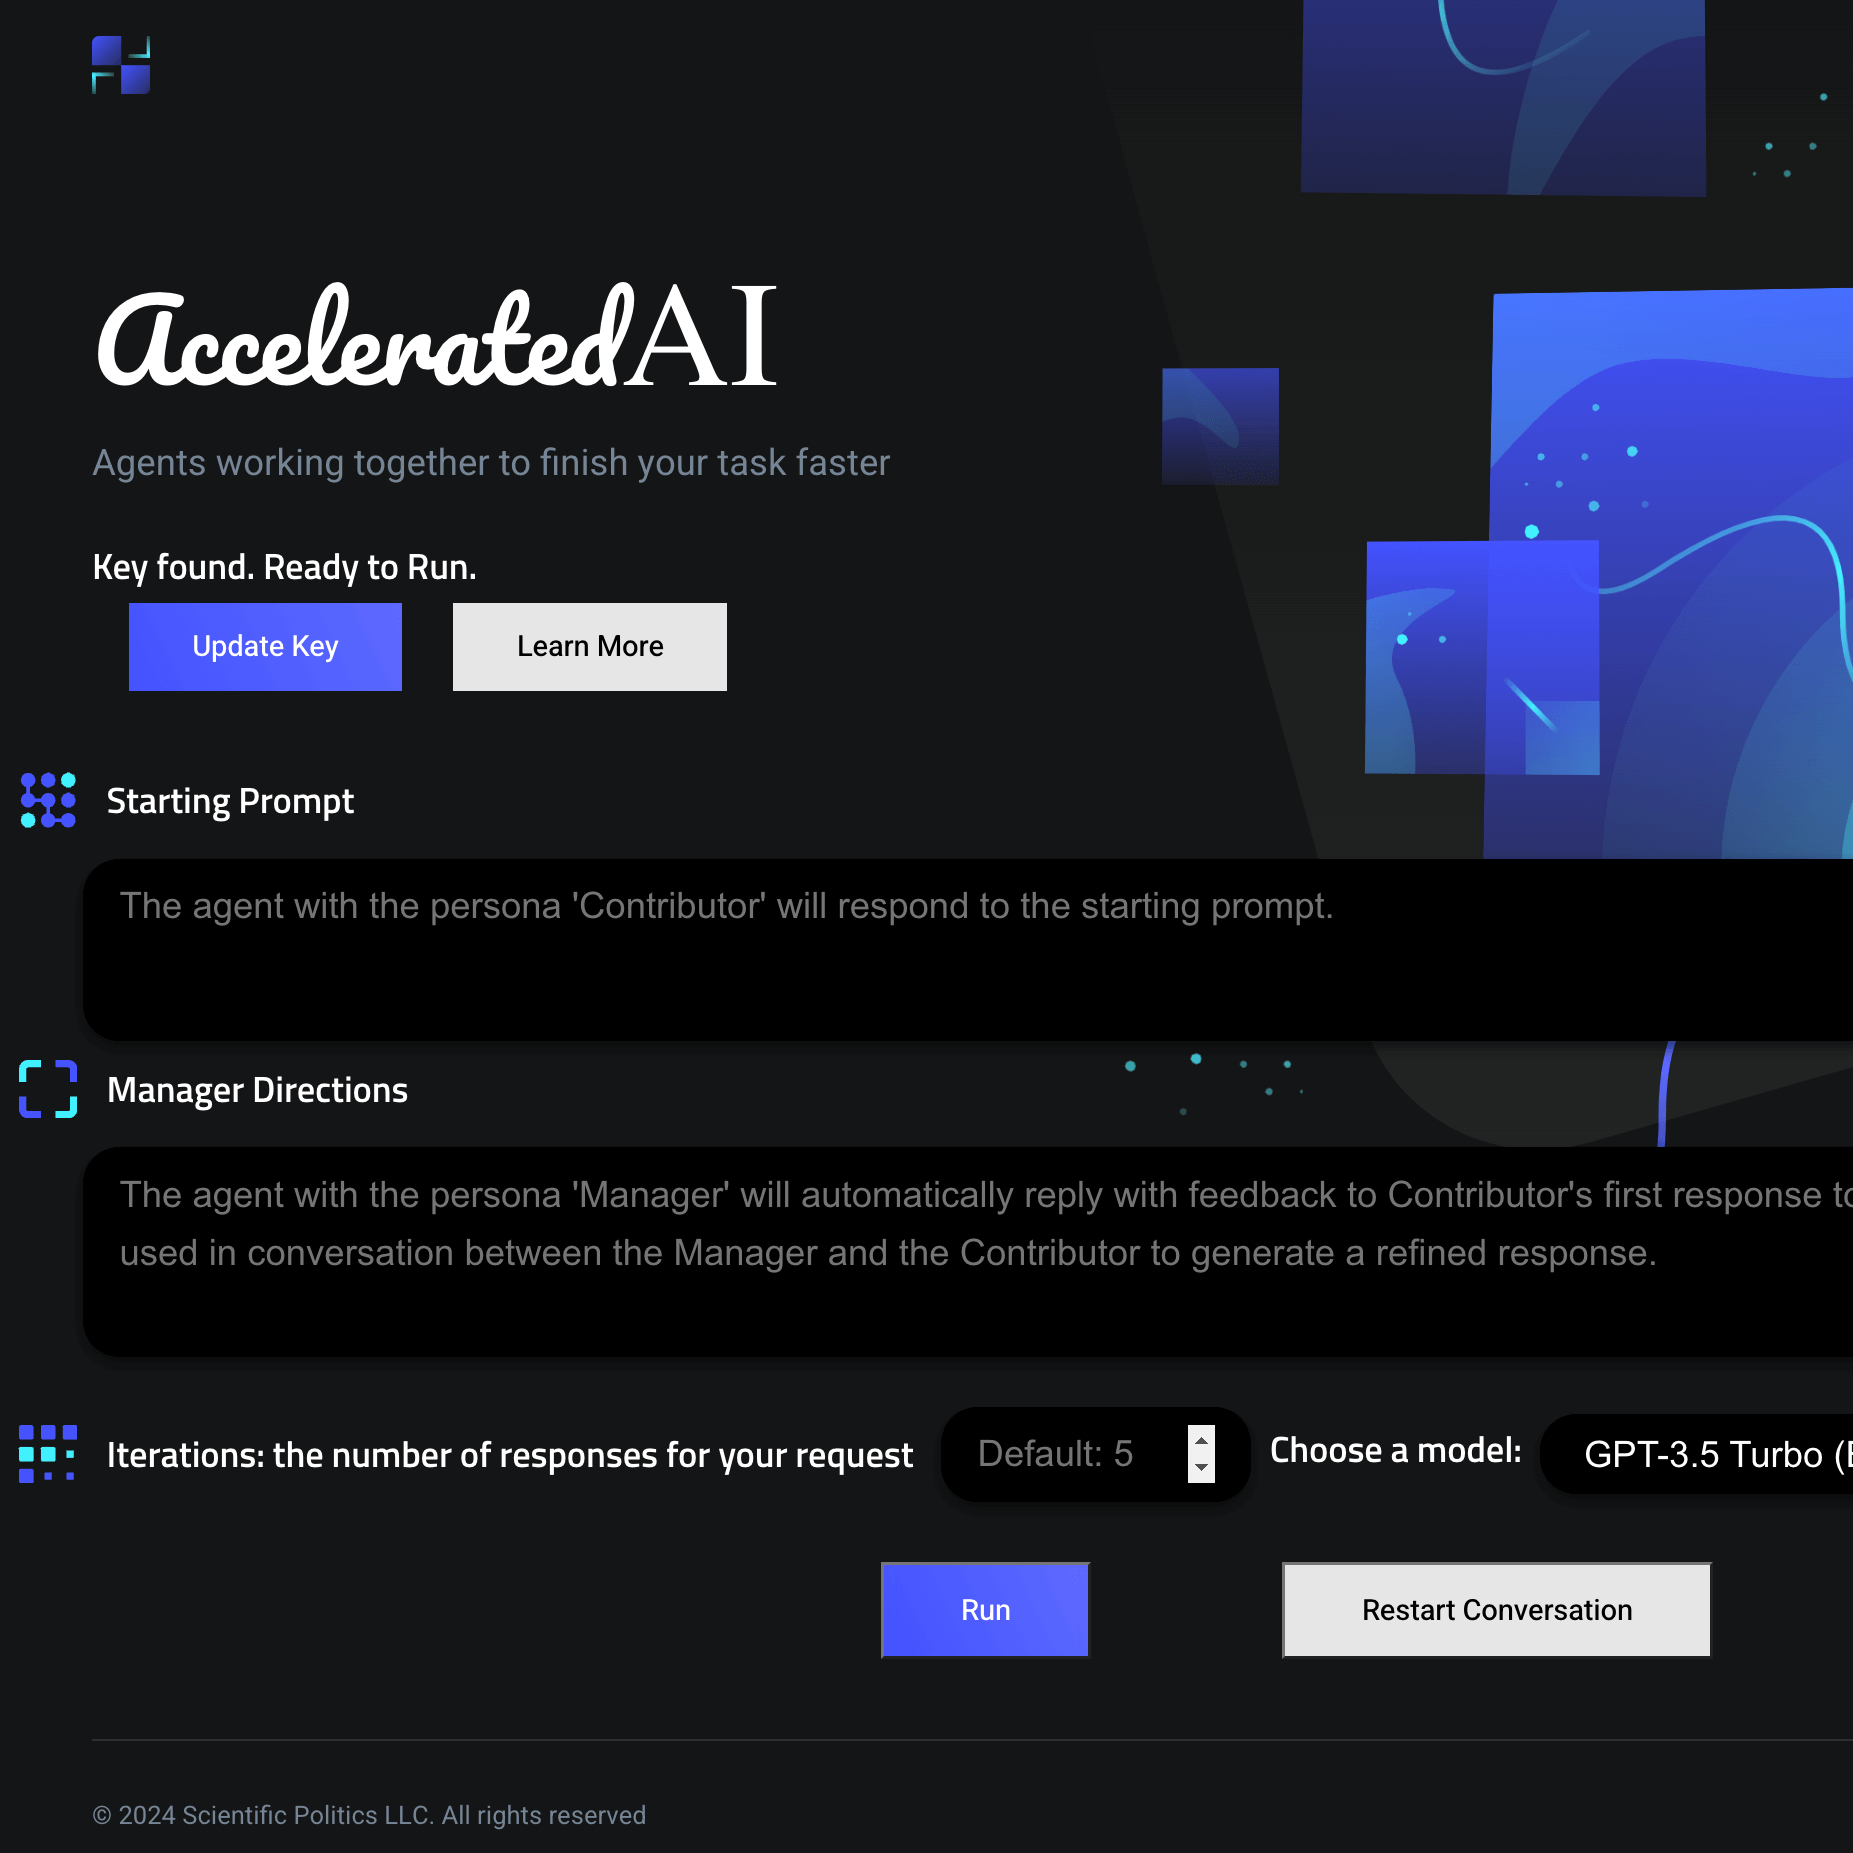 AcceleratedAI
Agents working together to finish your task faster
Key found. Ready to Run.
Update Key
Learn More
Starting Prompt
The agent with the persona 'Contributor' will respond to the starting prompt.
Manager Directions
The agent with the persona 'Manager' will automatically reply with feedback to Contributor's first response
used in conversation between the Manager and the Contributor to generate a refined response.
Iterations: the number of responses for your request
Default: 5
Choose a model:
GPT-3.5 Turbo
Run
Restart Conversation
© 2024 Scientific Politics LLC. All rights reserved